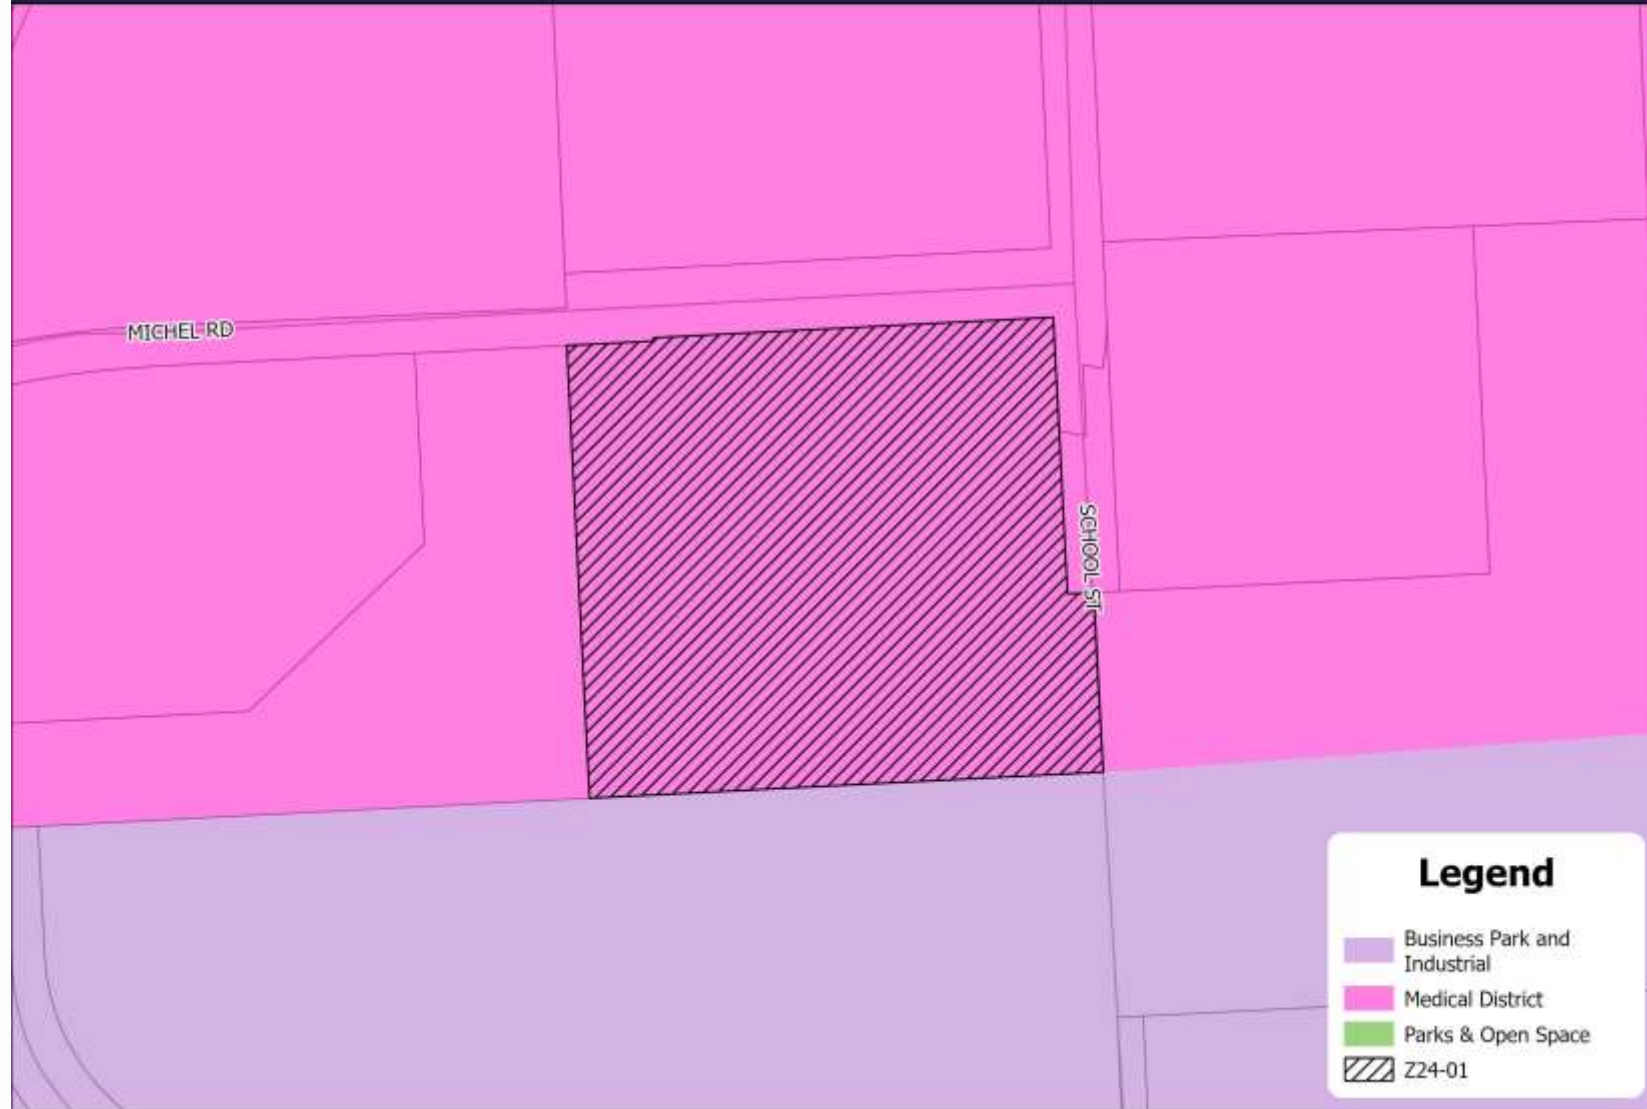 MICHEL RD
SCHOOL ST
Legend
Business Park and
Industrial
Medical District
Parks & Open Space
Z24-01